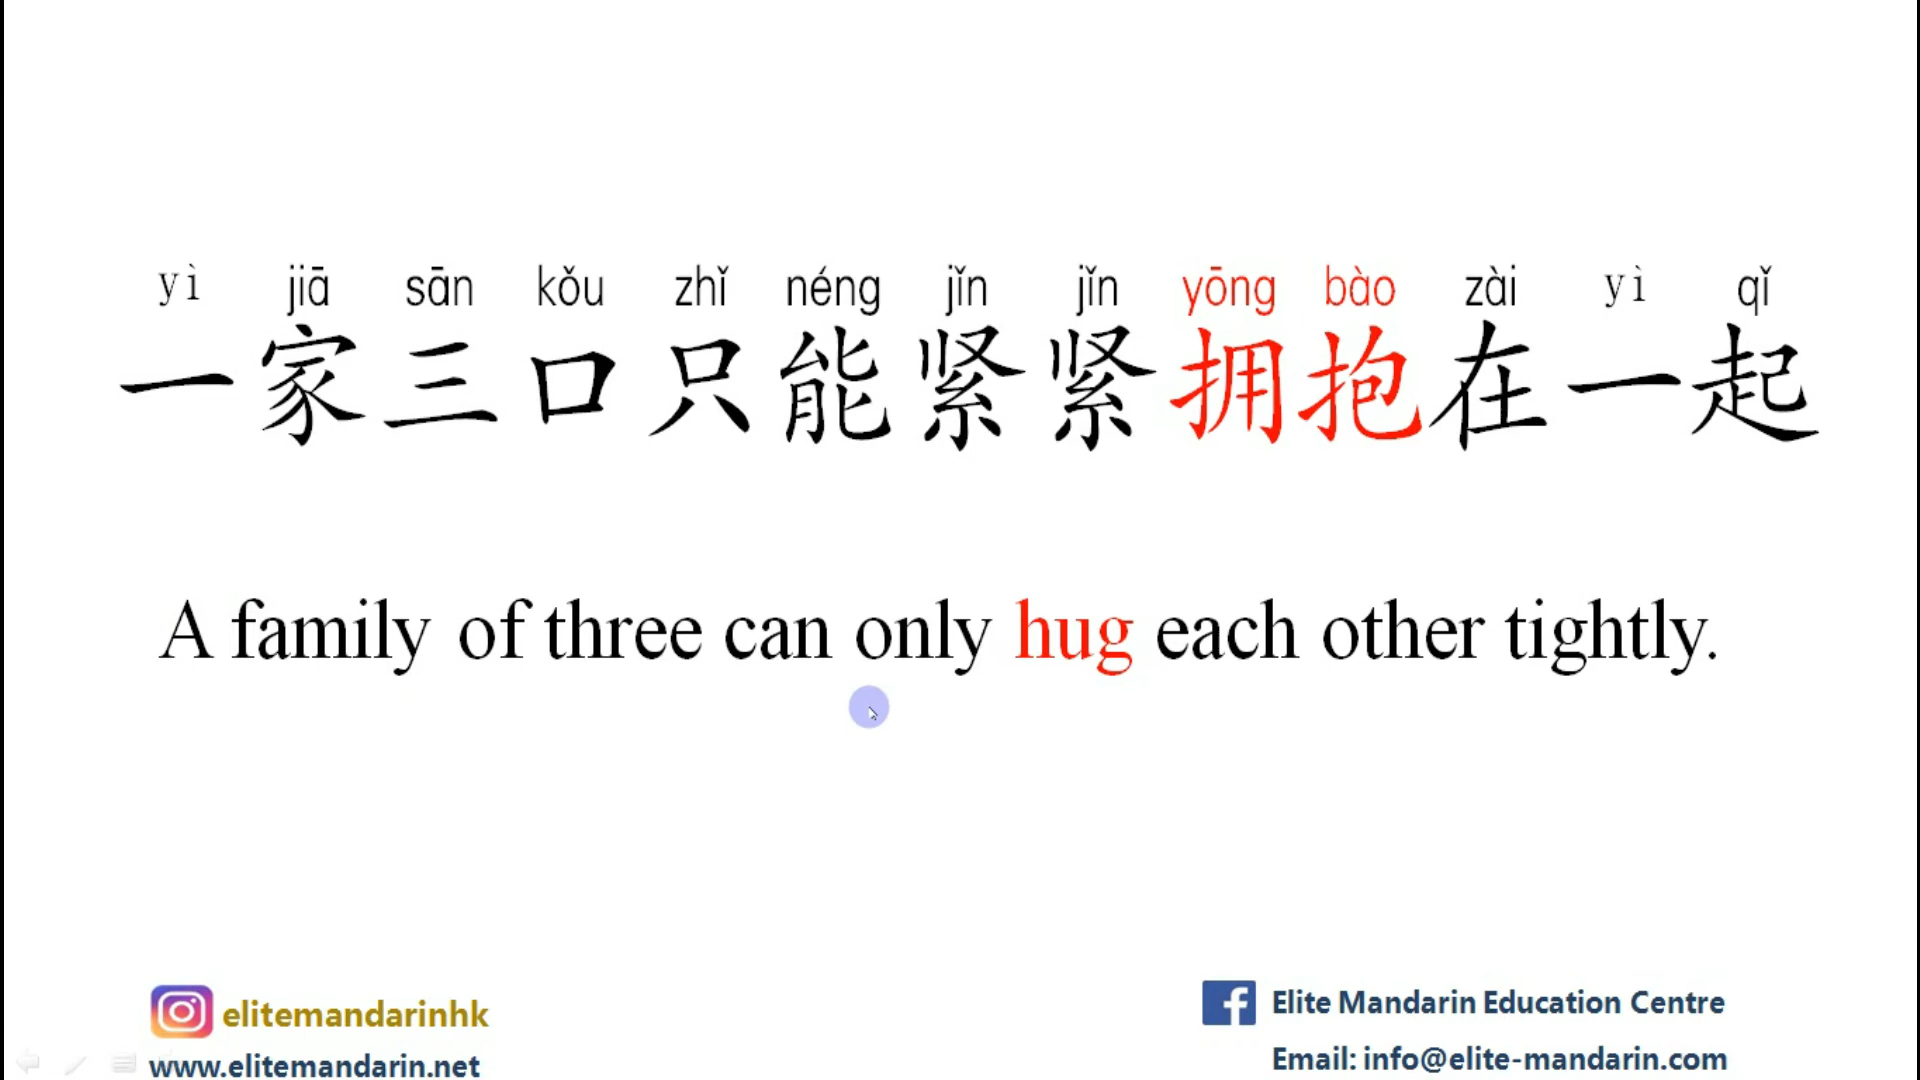 yì jiā sān kǒu zhǐ néng jǐn jǐn yōng bào zài yì qǐ
一家三口只能紧紧拥抱在一起
A family of three can only hug each other tightly.
elitemandarinhk
www.elitemandarin.net
Elite Mandarin Education Centre
Email: info@elite-mandarin.com